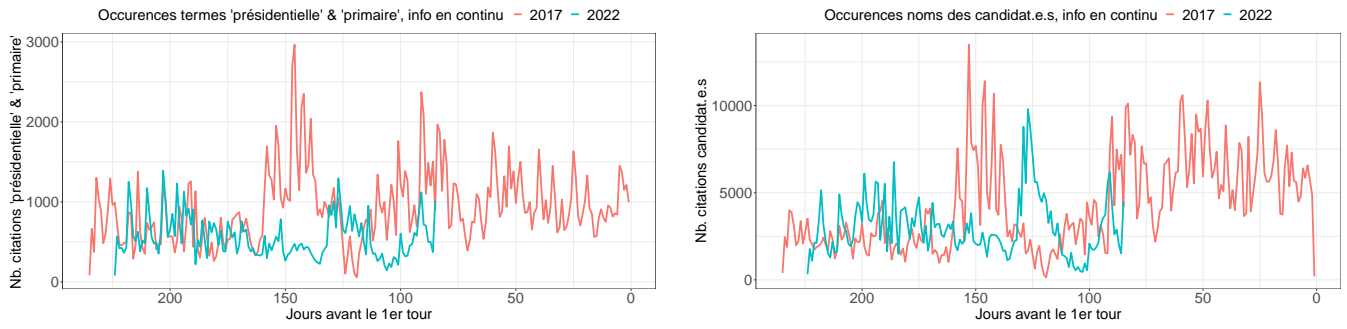 Occurences termes 'présidentielle' & 'primaire', info en continu 2017 2022
Nb. citations 'présidentielle' & 'primaire'
3000
2000
1000
0
200 150 100 50 0
Jours avant le 1er tour
Occurences noms des candidat.e.s, info en continu 2017 2022
Nb. citations candidat.e.s
10000
5000
0
200 150 100 50 0
Jours avant le 1er tour